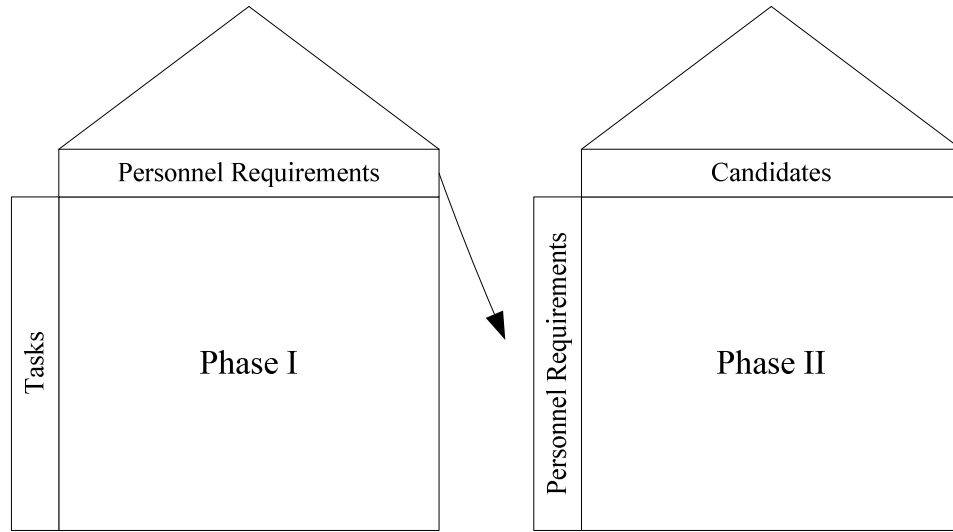 Personnel Requirements
Tasks
Phase I
Candidates
Personnel Requirements
Phase II